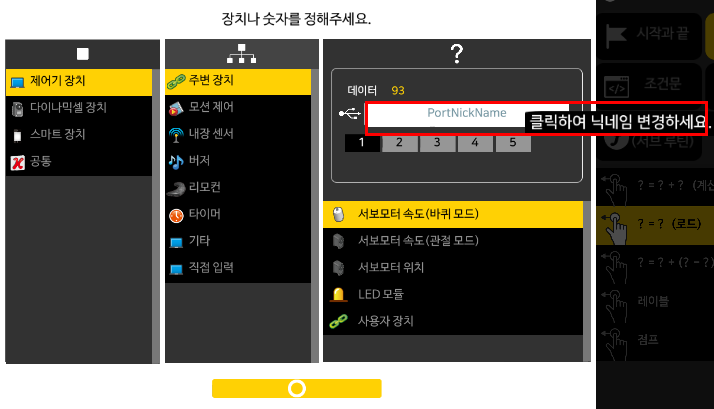 장치나 숫자를 정해주세요.
제어기 장치
다이나믹셀 장치
스마트 장치
공통
주변 장치
모션 제어
내장 센서
버저
리모컨
타이머
기타
직접 입력
?
데이터 93
PortNickName
클릭하여 닉네임 변경하세요.
1 2 3 4 5
서보모터 속도(바퀴 모드)
서보모터 속도(관절 모드)
서보모터 위치
LED 모듈
사용자 장치
시작과 끝
조건문
(서브 루틴)
? = ? + ? (계산
? = ? (로드)
? = ? + (? - ?)
레이블
점프